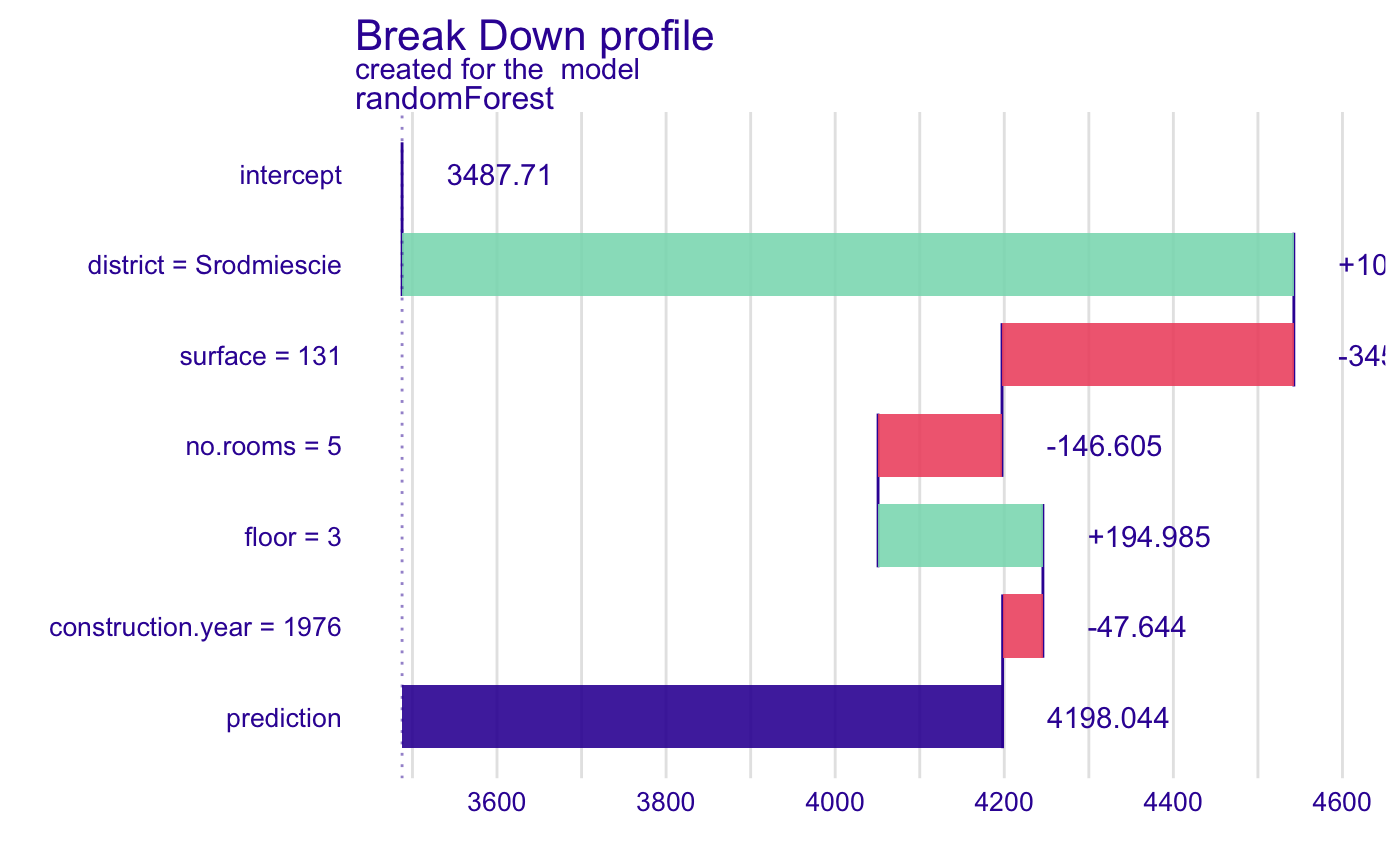 Break Down profile
created for the  model
randomForest
intercept 3487.71
district = Srodmiescie +10
surface = 131 -345
no.rooms = 5 -146.605
floor = 3 +194.985
construction.year = 1976 -47.644
prediction 4198.044
3600 3800 4000 4200 4400 4600